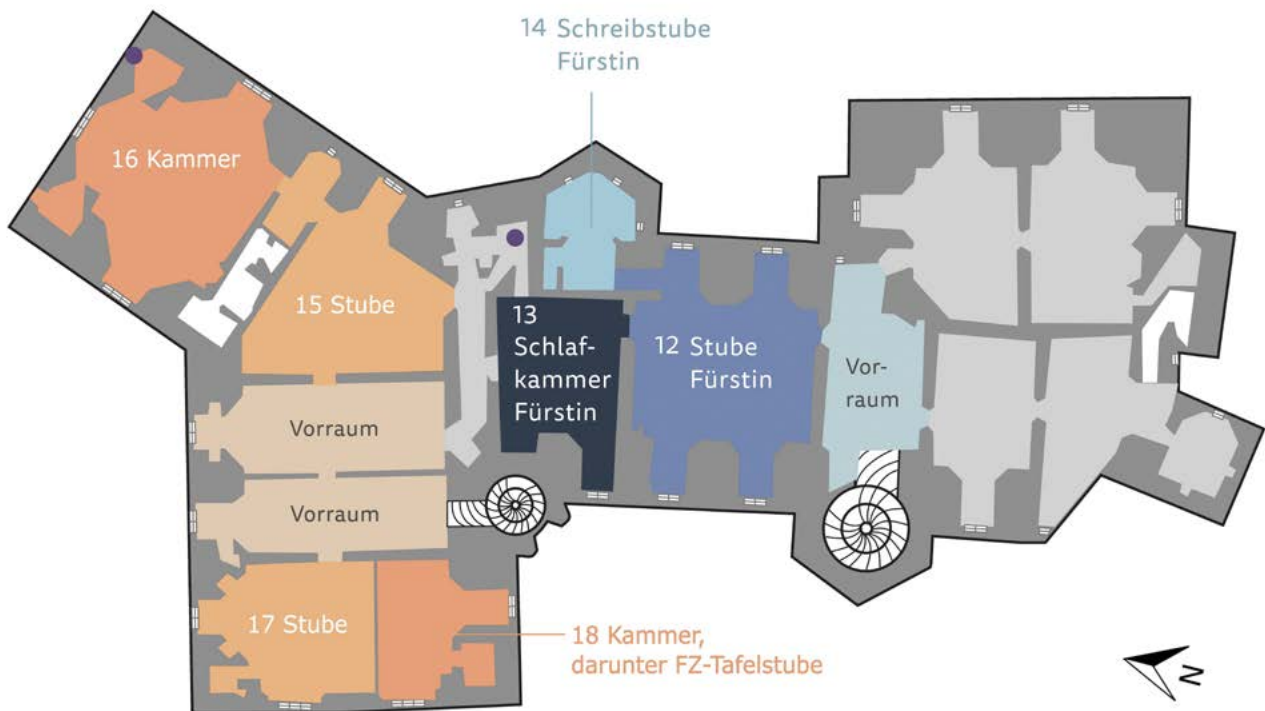 14 Schreibstube
Fürstin
16 Kammer
15 Stube
13
Schlaf-
kammer
Fürstin
12 Stube
Fürstin
Vor-
raum
Vorraum
Vorraum
17 Stube
18 Kammer,
darunter FZ-Tafelstube
N